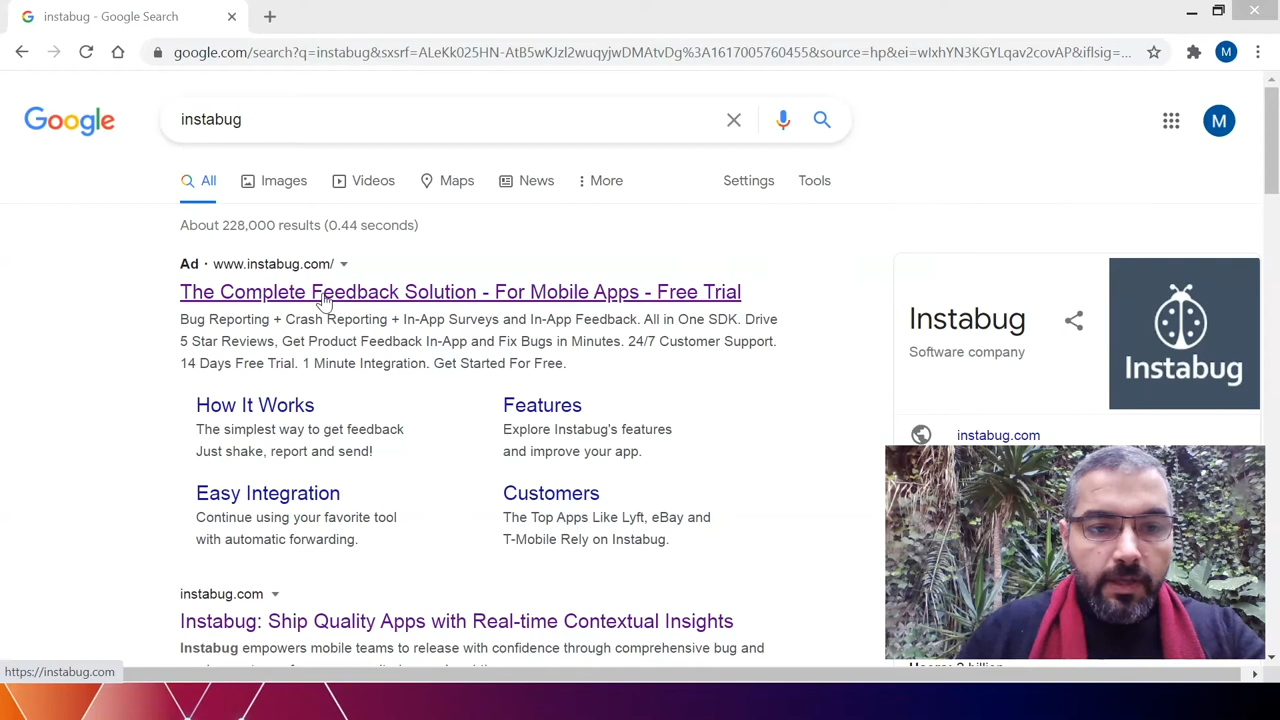 instabug - Google Search
google.com/search?q=instabug&sxsrf=ALeKk025HN-AtB5wKJzI2wuqyjwDMAtvDg%3A1617005760455&source=hp&ei=wIxhYN3KGYLqav2covAP&iflsig=...
M
Google
instabug
M
All
Images
Videos
Maps
News
More
Settings
Tools
About 228,000 results (0.44 seconds)
Ad · www.instabug.com/
The Complete Feedback Solution - For Mobile Apps - Free Trial
Bug Reporting + Crash Reporting + In-App Surveys and In-App Feedback. All in One SDK. Drive
5 Star Reviews, Get Product Feedback In-App and Fix Bugs in Minutes. 24/7 Customer Support.
14 Days Free Trial. 1 Minute Integration. Get Started For Free.
How It Works
The simplest way to get feedback
Just shake, report and send!
Features
Explore Instabug's features
and improve your app.
Easy Integration
Continue using your favorite tool
with automatic forwarding.
Customers
The Top Apps Like Lyft, eBay and
T-Mobile Rely on Instabug.
instabug.com
Instabug: Ship Quality Apps with Real-time Contextual Insights
Instabug empowers mobile teams to release with confidence through comprehensive bug and
Instabug
Software company
Instabug
instabug.com
https://instabug.com